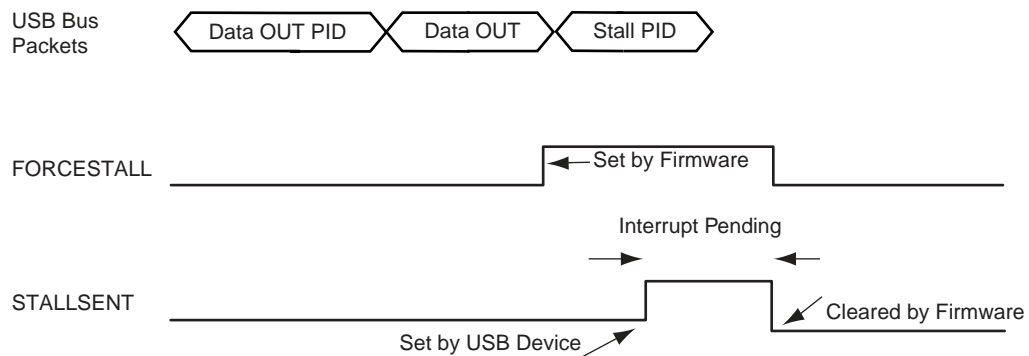 USB Bus
Packets
Data OUT PID
Data OUT
Stall PID
FORCESTALL
Set by Firmware
Interrupt Pending
STALLSENT
Cleared by Firmware
Set by USB Device